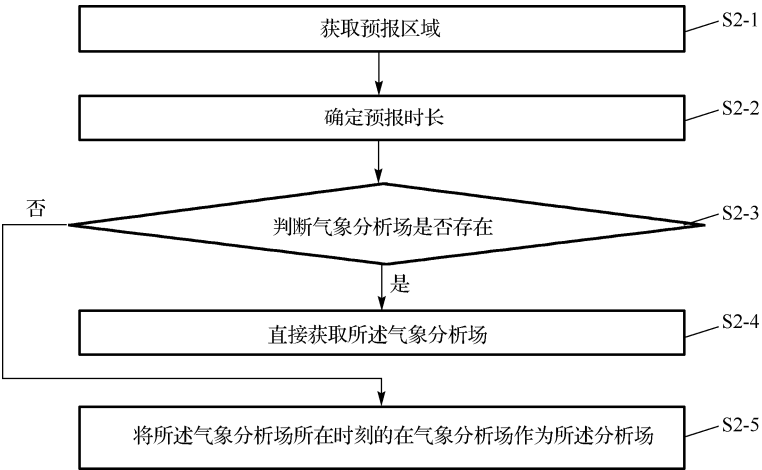 获取预报区域
S2-1
确定预报时长
S2-2
否
判断气象分析场是否存在
S2-3
是
直接获取所述气象分析场
S2-4
将所述气象分析场所在时刻的在气象分析场作为所述分析场
S2-5